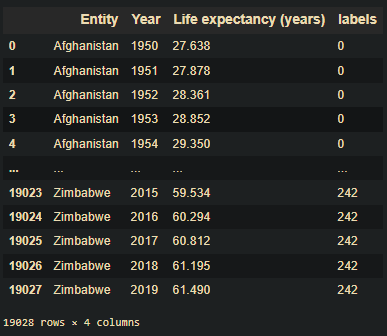 Entity Year Life expectancy (years) labels
0 Afghanistan 1950 27.638 0
1 Afghanistan 1951 27.878 0
2 Afghanistan 1952 28.361 0
3 Afghanistan 1953 28.852 0
4 Afghanistan 1954 29.350 0
... ... ... ... ...
19023 Zimbabwe 2015 59.534 242
19024 Zimbabwe 2016 60.294 242
19025 Zimbabwe 2017 60.812 242
19026 Zimbabwe 2018 61.195 242
19027 Zimbabwe 2019 61.490 242
19028 rows × 4 columns